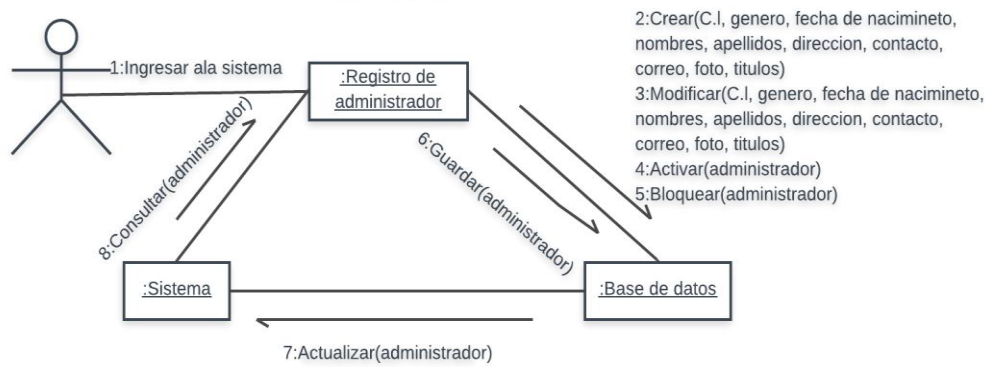 1:Ingresar ala sistema
:Registro de
administrador
2:Crear(C.I, genero, fecha de nacimineto,
nombres, apellidos, direccion, contacto,
correo, foto, titulos)
3:Modificar(C.I, genero, fecha de nacimineto,
nombres, apellidos, direccion, contacto,
correo, foto, titulos)
4:Activar(administrador)
5:Bloquear(administrador)
6:Guardar(administrador)
8:Consultar(administrador)
:Sistema
:Base de datos
7:Actualizar(administrador)